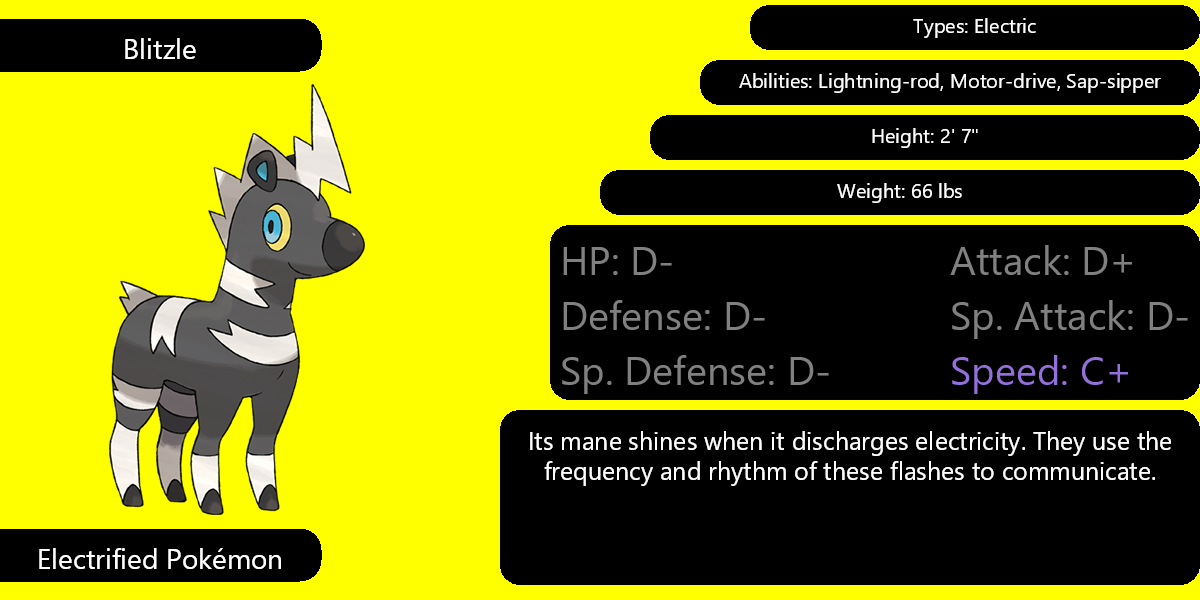 Blitzle
Electrified Pokémon
Types: Electric
Abilities: Lightning-rod, Motor-drive, Sap-sipper
Height: 2' 7"
Weight: 66 lbs
HP: D-
Attack: D+
Defense: D-
Sp. Attack: D-
Sp. Defense: D-
Speed: C+
Its mane shines when it discharges electricity. They use the
frequency and rhythm of these flashes to communicate.